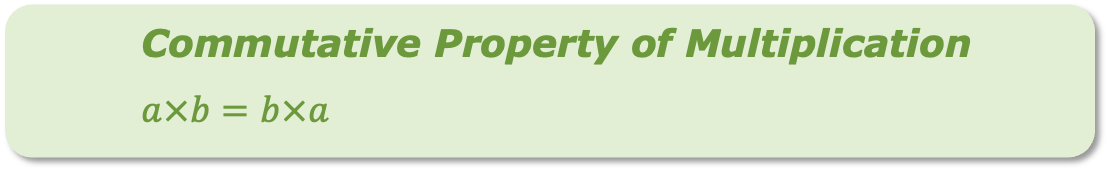 Commutative Property of Multiplication
a×b = b×a